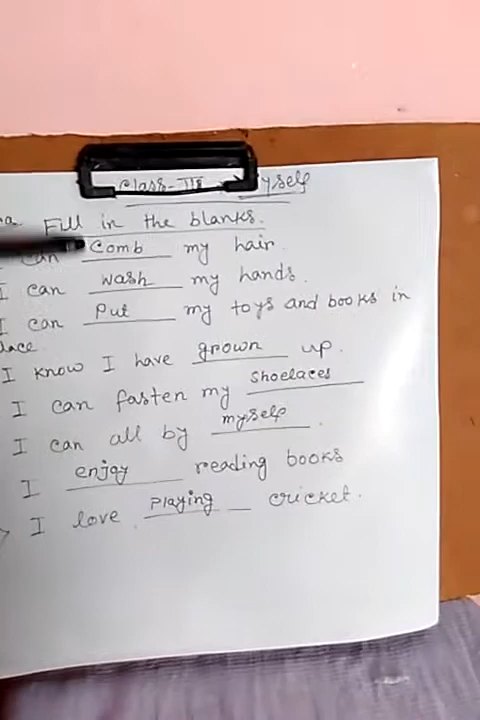 Class-III yself
Fill in the blanks.
can Comb my hair.
I can wash my hands.
I can Put my toys and books in
lace
I know I have grown up.
I can fasten my Shoelaces
I can all by myself.
I enjoy reading books
I love Playing cricket.